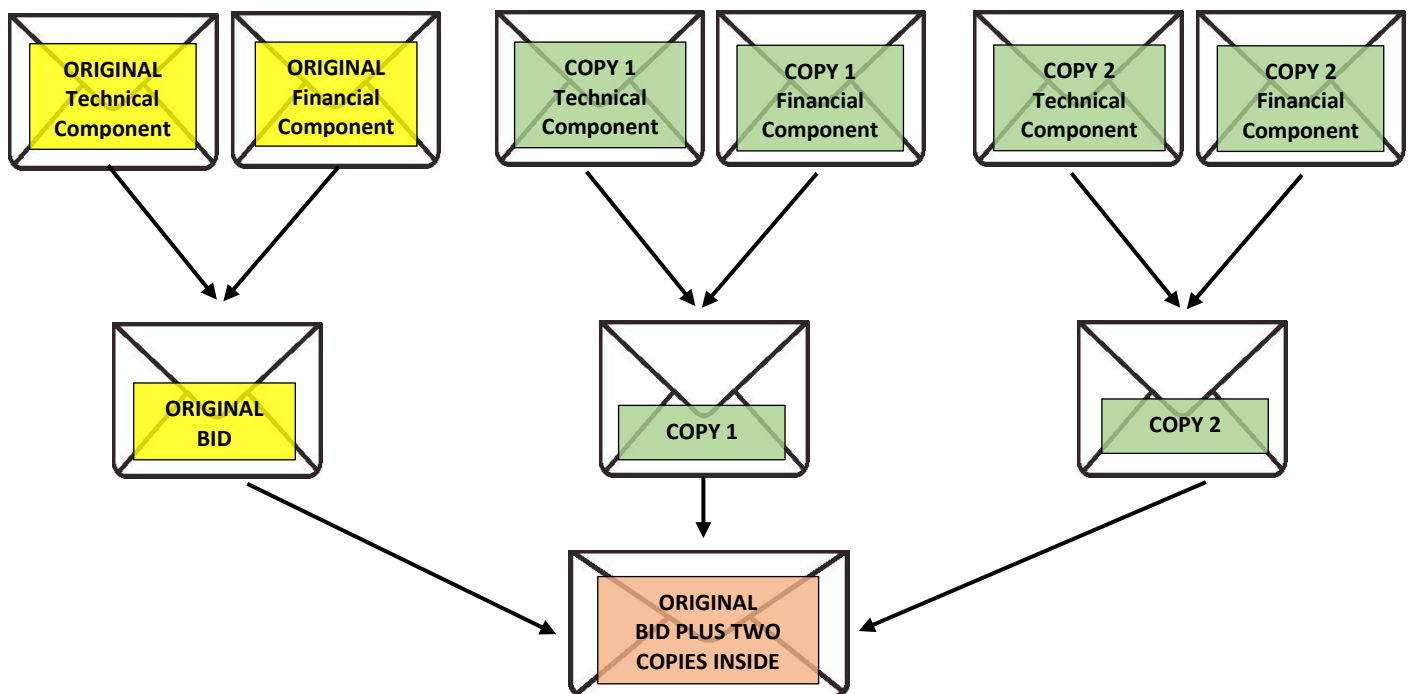 ORIGINAL
Technical
Component
ORIGINAL
Financial
Component
COPY 1
Technical
Component
COPY 1
Financial
Component
COPY 2
Technical
Component
COPY 2
Financial
Component
ORIGINAL
BID
COPY 1
COPY 2
ORIGINAL
BID PLUS TWO
COPIES INSIDE